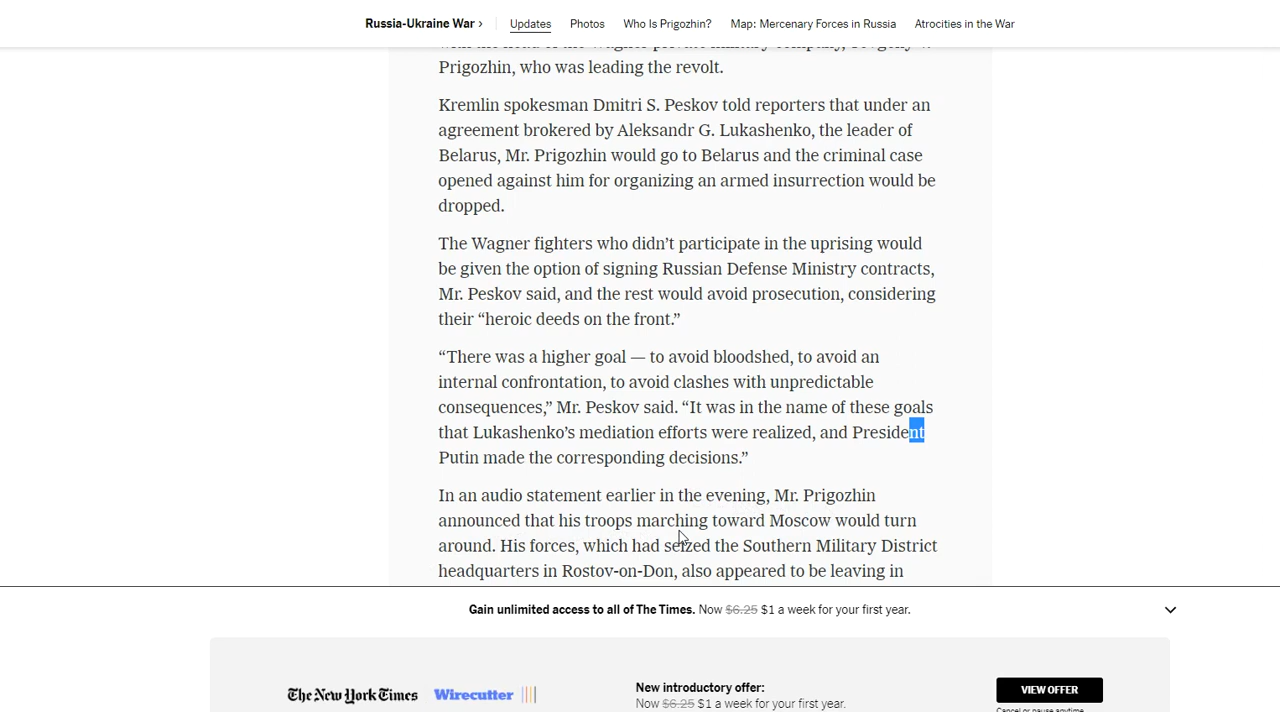 Russia-Ukraine War ›
Updates
Photos
Who Is Prigozhin?
Map: Mercenary Forces in Russia
Atrocities in the War
Prigozhin, who was leading the revolt.
Kremlin spokesman Dmitri S. Peskov told reporters that under an
agreement brokered by Aleksandr G. Lukashenko, the leader of
Belarus, Mr. Prigozhin would go to Belarus and the criminal case
opened against him for organizing an armed insurrection would be
dropped.
The Wagner fighters who didn’t participate in the uprising would
be given the option of signing Russian Defense Ministry contracts,
Mr. Peskov said, and the rest would avoid prosecution, considering
their “heroic deeds on the front.”
“There was a higher goal — to avoid bloodshed, to avoid an
internal confrontation, to avoid clashes with unpredictable
consequences,” Mr. Peskov said. “It was in the name of these goals
that Lukashenko’s mediation efforts were realized, and President
Putin made the corresponding decisions.”
In an audio statement earlier in the evening, Mr. Prigozhin
announced that his troops marching toward Moscow would turn
around. His forces, which had seized the Southern Military District
headquarters in Rostov-on-Don, also appeared to be leaving in
Gain unlimited access to all of The Times. Now $6.25 $1 a week for your first year.
The New York Times
Wirecutter
New introductory offer:
Now $6.25 $1 a week for your first year.
VIEW OFFER
Cancel or pause anytime